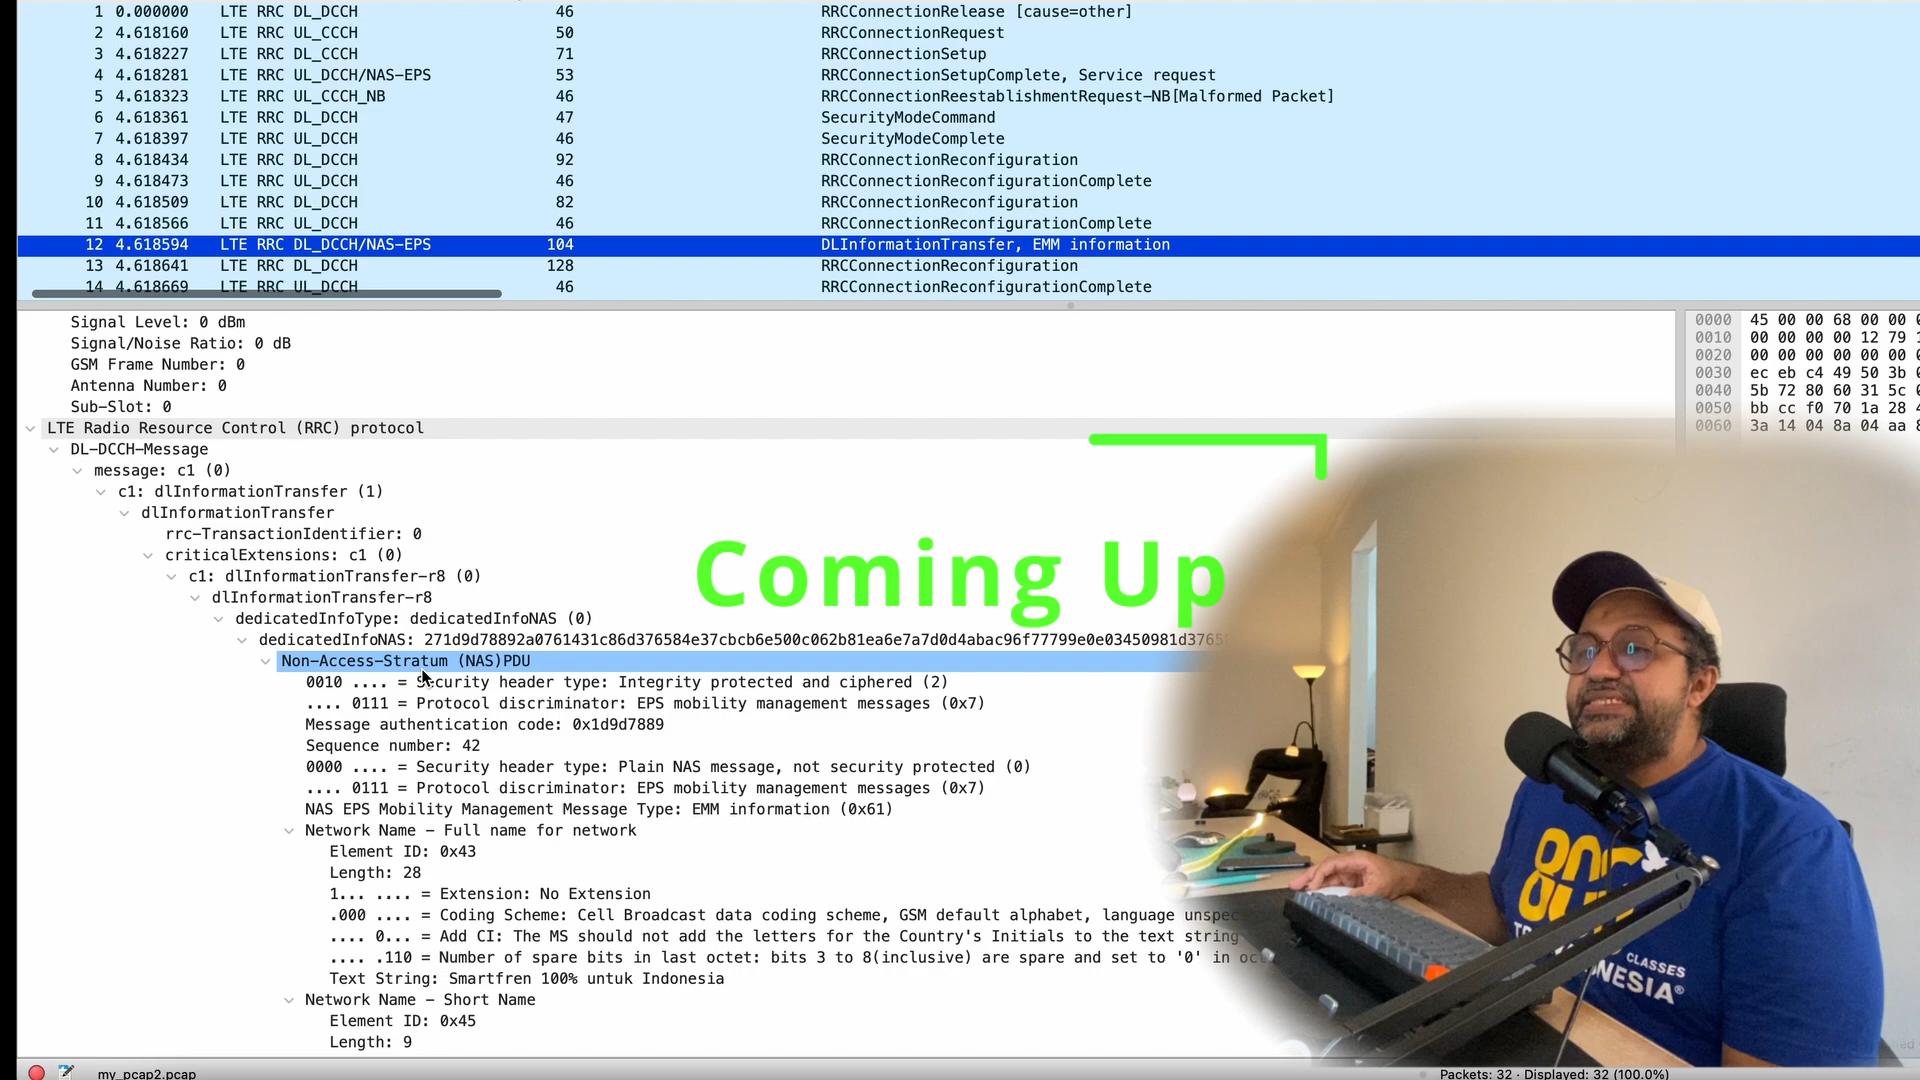 1 0.000000 LTE RRC DL_DCCH 46 RRCConnectionRelease [cause=other]
2 4.618160 LTE RRC UL_CCCH 50 RRCConnectionRequest
3 4.618227 LTE RRC DL_CCCH 71 RRCConnectionSetup
4 4.618281 LTE RRC UL_DCCH/NAS-EPS 53 RRCConnectionSetupComplete, Service request
5 4.618323 LTE RRC UL_CCCH_NB 46 RRCConnectionReestablishmentRequest-NB[Malformed Packet]
6 4.618361 LTE RRC DL_DCCH 47 SecurityModeCommand
7 4.618397 LTE RRC UL_DCCH 46 SecurityModeComplete
8 4.618434 LTE RRC DL_DCCH 92 RRCConnectionReconfiguration
9 4.618473 LTE RRC UL_DCCH 46 RRCConnectionReconfigurationComplete
10 4.618509 LTE RRC DL_DCCH 82 RRCConnectionReconfiguration
11 4.618566 LTE RRC UL_DCCH 46 RRCConnectionReconfigurationComplete
12 4.618594 LTE RRC DL_DCCH/NAS-EPS 104 DLInformationTransfer, EMM information
13 4.618641 LTE RRC DL_DCCH 128 RRCConnectionReconfiguration
14 4.618669 LTE RRC UL_DCCH 46 RRCConnectionReconfigurationComplete
Signal Level: 0 dBm
Signal/Noise Ratio: 0 dB
GSM Frame Number: 0
Antenna Number: 0
Sub-Slot: 0
LTE Radio Resource Control (RRC) protocol
DL-DCCH-Message
message: c1 (0)
c1: dlInformationTransfer (1)
dlInformationTransfer
rrc-TransactionIdentifier: 0
criticalExtensions: c1 (0)
c1: dlInformationTransfer-r8 (0)
dlInformationTransfer-r8
dedicatedInfoType: dedicatedInfoNAS (0)
dedicatedInfoNAS: 271d9d78892a0761431c86d376584e37cbcb6e500c062b81ea6e7a7d0d4abac96f77799e0e03450981d3765
Non-Access-Stratum (NAS)PDU
0010 .... = Security header type: Integrity protected and ciphered (2)
.... 0111 = Protocol discriminator: EPS mobility management messages (0x7)
Message authentication code: 0x1d9d7889
Sequence number: 42
0000 .... = Security header type: Plain NAS message, not security protected (0)
.... 0111 = Protocol discriminator: EPS mobility management messages (0x7)
NAS EPS Mobility Management Message Type: EMM information (0x61)
Network Name - Full name for network
Element ID: 0x43
Length: 28
1... .... = Extension: No Extension
.000 .... = Coding Scheme: Cell Broadcast data coding scheme, GSM default alphabet, language unspec
.... 0... = Add CI: The MS should not add the letters for the Country's Initials to the text string
.... .110 = Number of spare bits in last octet: bits 3 to 8(inclusive) are spare and set to '0' in oc
Text String: Smartfren 100% untuk Indonesia
Network Name - Short Name
Element ID: 0x45
Length: 9
0000 45 00 00 68 00 00
0010 00 00 00 00 12 79
0020 00 00 00 00 00 00
0030 ec eb c4 49 50 3b
0040 5b 72 80 60 31 5c
0050 bb cc f0 70 1a 28
0060 3a 14 04 8a 04 aa
Coming Up
CLASSES
NESIA®
my_pcap2.pcap
Packets: 32 · Displayed: 32 (100.0%)